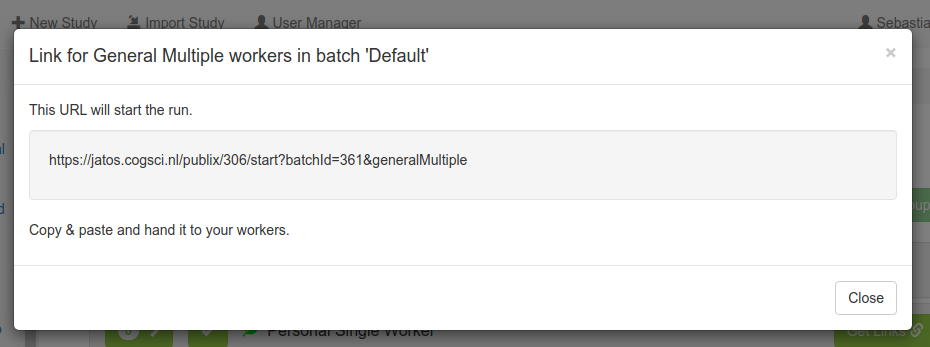 New Study Import Study User Manager Sebastia
Link for General Multiple workers in batch 'Default' ×
This URL will start the run.
https://jatos.cogsci.nl/publix/306/start?batchId=361&generalMultiple
Copy & paste and hand it to your workers.
Close
Personal Single Worker Get Links